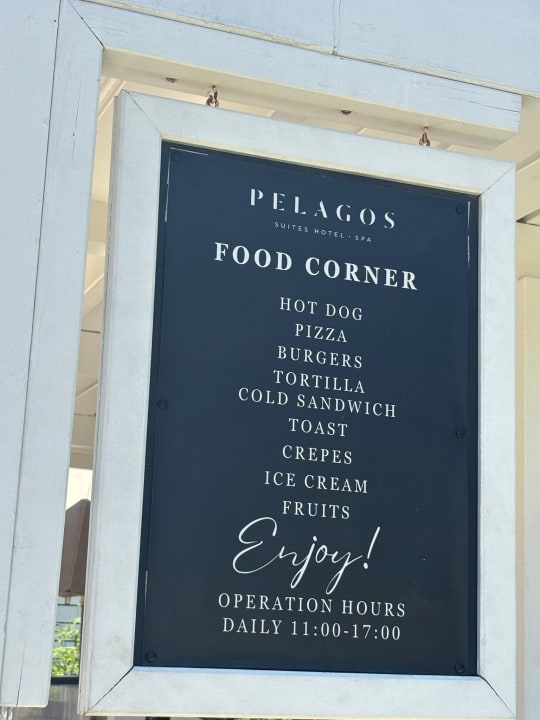 PELAGOS
SUITES HOTEL • SPA
FOOD CORNER
HOT DOG
PIZZA
BURGERS
TORTILLA
COLD SANDWICH
TOAST
CREPES
ICE CREAM
FRUITS
Enjoy!
OPERATION HOURS
DAILY 11:00-17:00